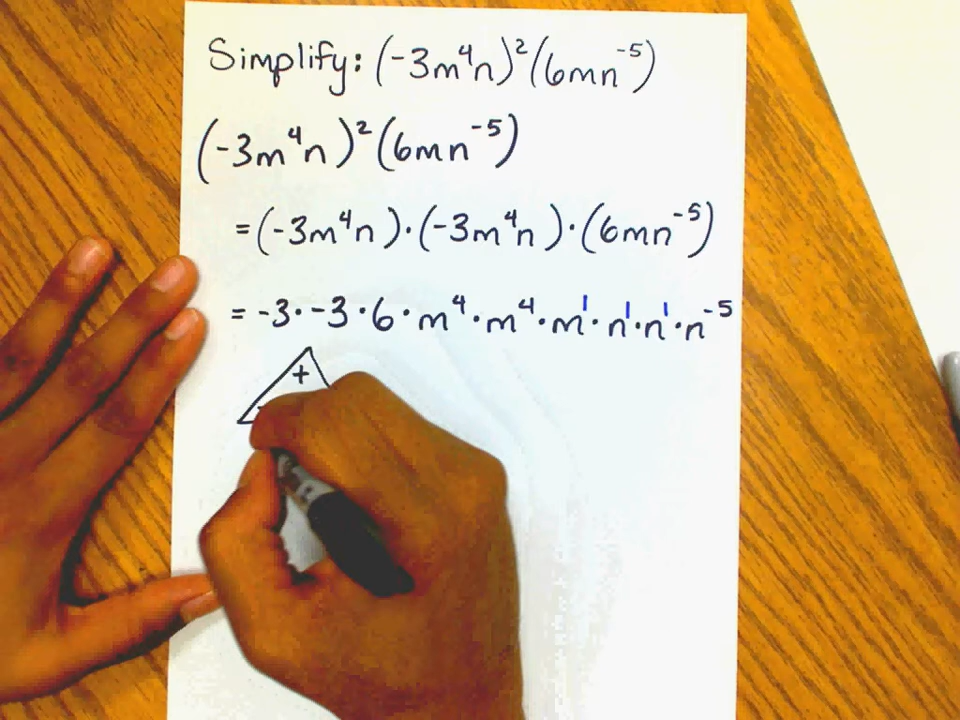 Simplify: (-3m⁴n)²(6mn⁻⁵)
(-3m⁴n)²(6mn⁻⁵)
=(-3m⁴n)·(-3m⁴n)·(6mn⁻⁵)
= -3·-3·6·m⁴·m⁴·m¹·n¹·n¹·n⁻⁵
+